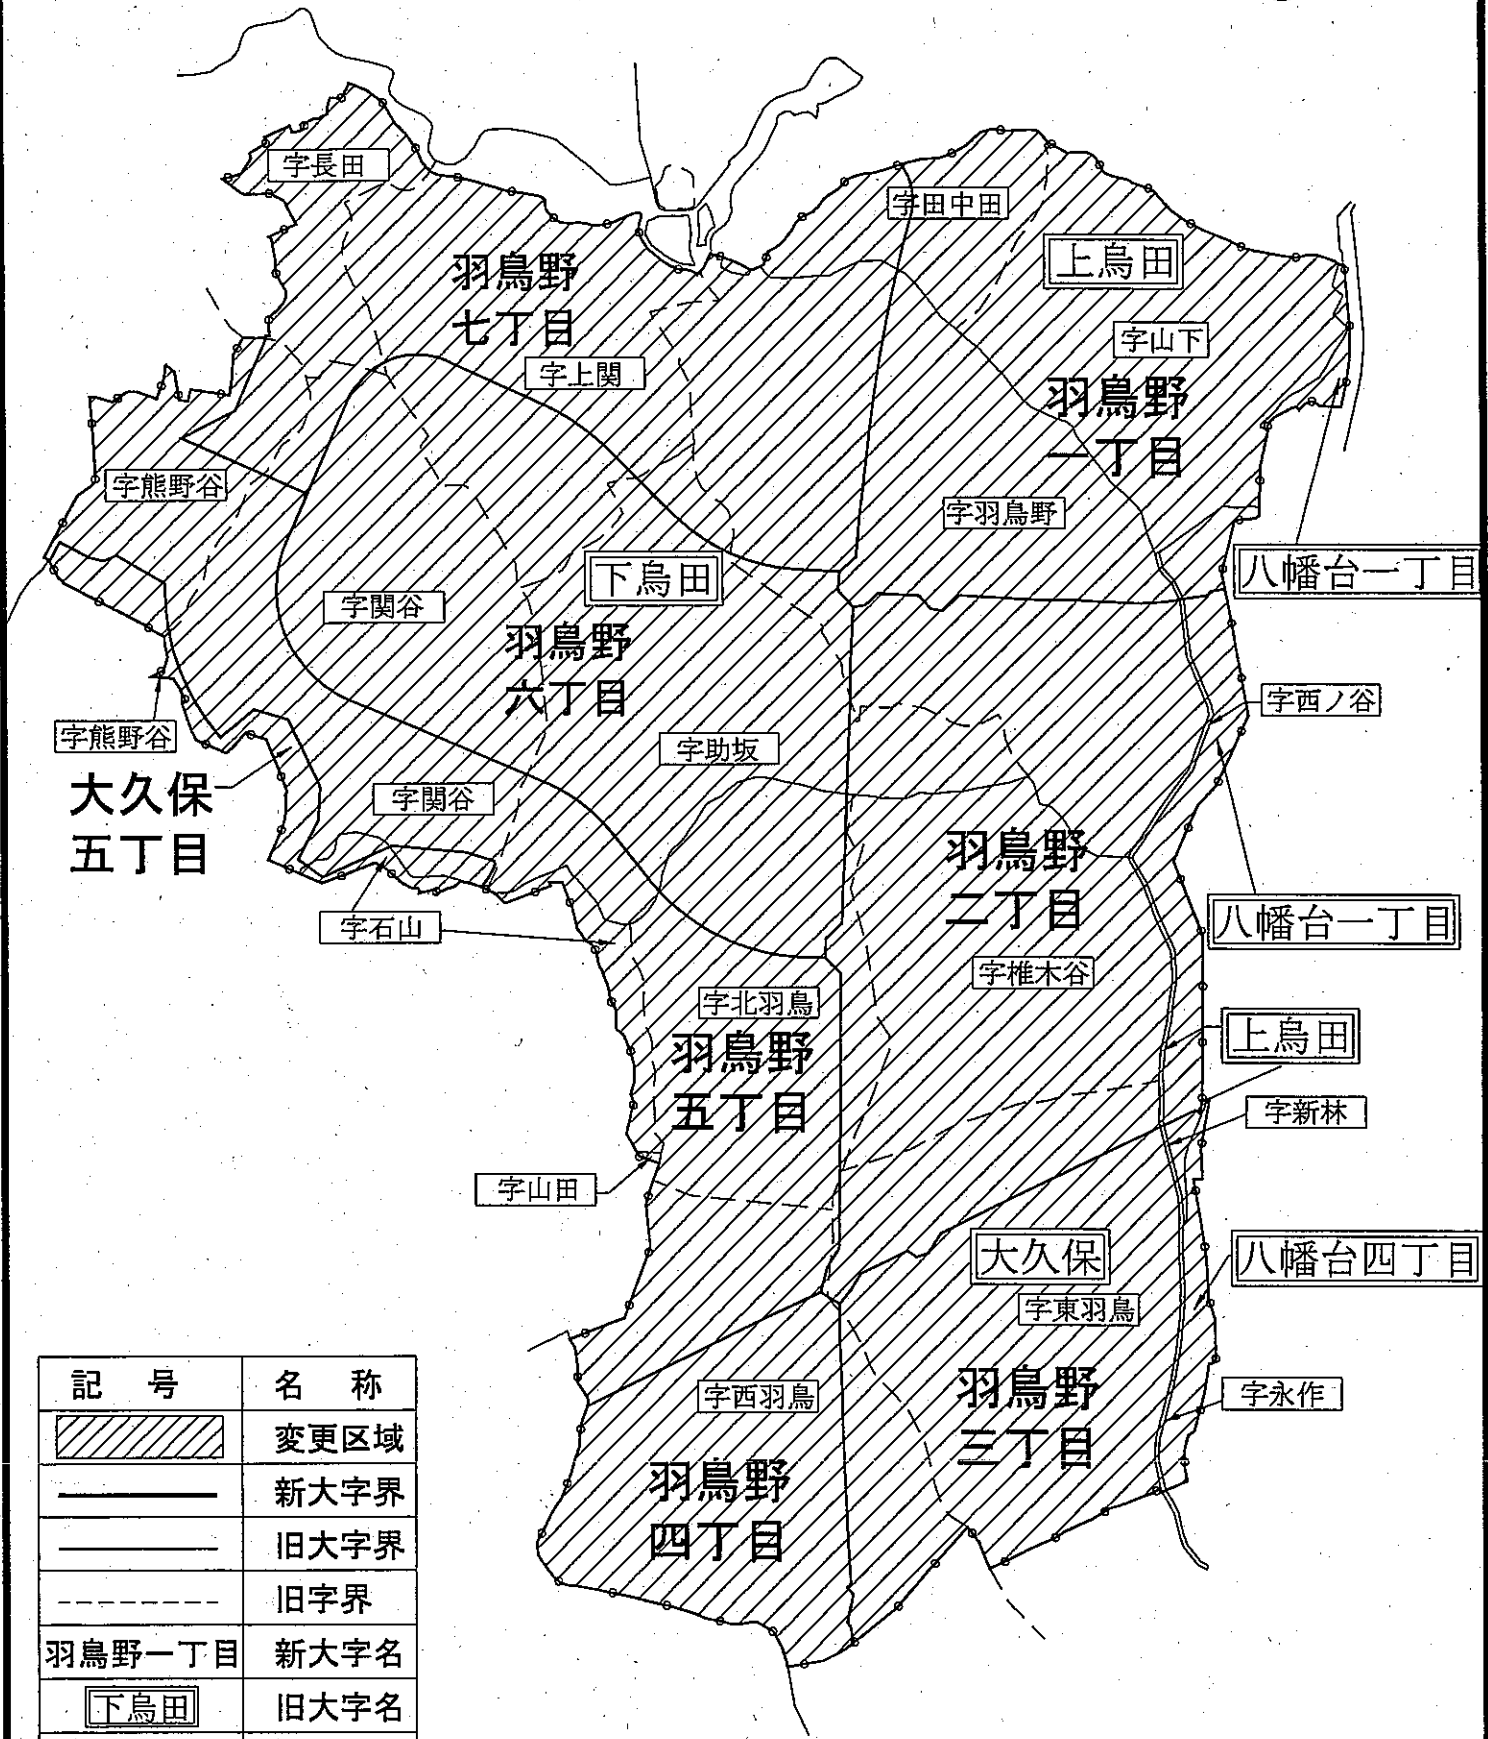 字長田
字田中田
上烏田
羽鳥野
七丁目
字上關
字山下
羽鳥野
一丁目
字熊野谷
字羽鳥野
八幡台一丁目
下烏田
字関谷
羽鳥野
六丁目
字西ノ谷
字熊野谷
字助坂
大久保
五丁目
字関谷
羽鳥野
二丁目
八幡台一丁目
字石山
字椎木谷
字北羽鳥
羽鳥野
五丁目
上烏田
字新林
字山田
大久保
八幡台四丁目
字東羽鳥
字西羽鳥
羽鳥野
三丁目
字永作
羽鳥野
四丁目
記号 名称
変更区域
新大字界
旧大字界
旧字界
羽鳥野一丁目 新大字名
下烏田 旧大字名